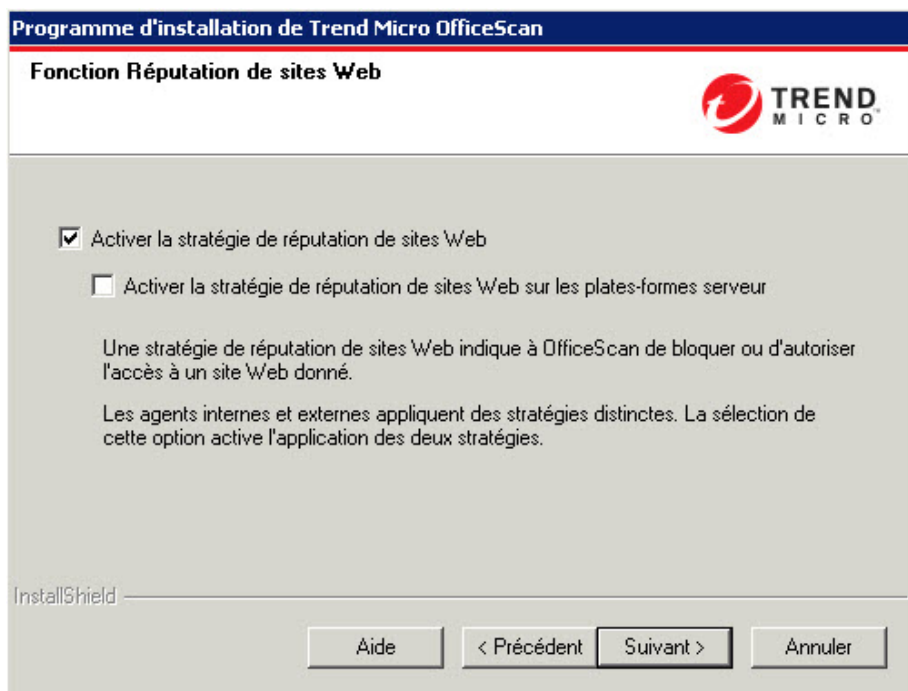 Programme d'installation de Trend Micro OfficeScan
Fonction Réputation de sites Web
TREND
MICRO
Activer la stratégie de réputation de sites Web
Activer la stratégie de réputation de sites Web sur les plates-formes serveur
Une stratégie de réputation de sites Web indique à OfficeScan de bloquer ou d'autoriser
l'accès à un site Web donné.
Les agents internes et externes appliquent des stratégies distinctes. La sélection de
cette option active l'application des deux stratégies.
InstallShield
Aide
< Précédent
Suivant >
Annuler